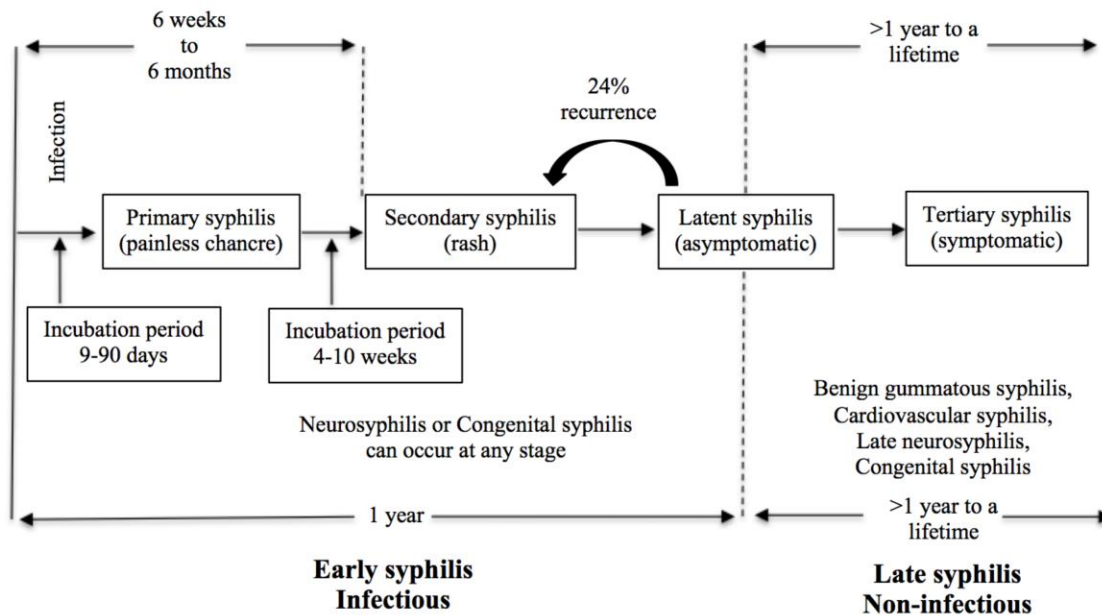 6 weeks
to
6 months
>1 year to a
lifetime
24%
recurrence
Infection
Primary syphilis
(painless chancre)
Secondary syphilis
(rash)
Latent syphilis
(asymptomatic)
Tertiary syphilis
(symptomatic)
Incubation period
9-90 days
Incubation period
4-10 weeks
Neurosyphilis or Congenital syphilis
can occur at any stage
Benign gummatous syphilis,
Cardiovascular syphilis,
Late neurosyphilis,
Congenital syphilis
1 year
>1 year to a
lifetime
Early syphilis
Infectious
Late syphilis
Non-infectious